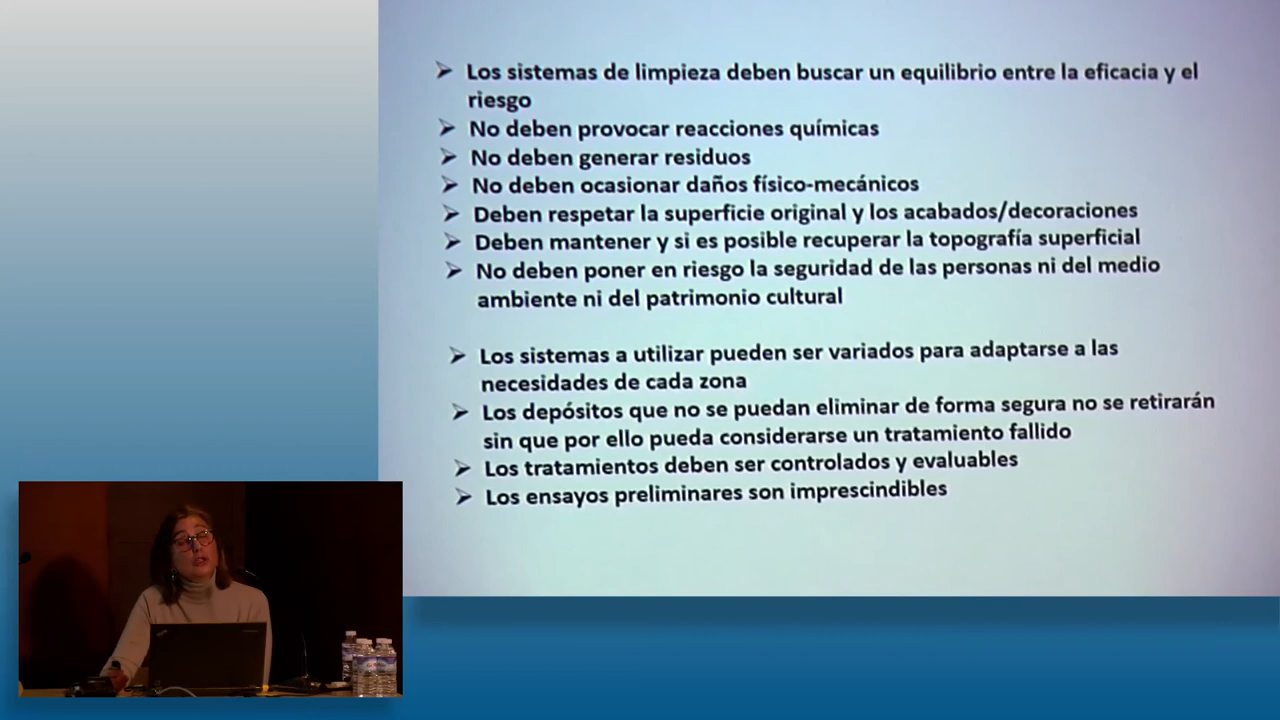 Los sistemas de limpieza deben buscar un equilibrio entre la eficacia y el
riesgo
No deben provocar reacciones químicas
No deben generar residuos
No deben ocasionar daños físico-mecánicos
Deben respetar la superficie original y los acabados/decoraciones
Deben mantener y si es posible recuperar la topografía superficial
No deben poner en riesgo la seguridad de las personas ni del medio
ambiente ni del patrimonio cultural
Los sistemas a utilizar pueden ser variados para adaptarse a las
necesidades de cada zona
Los depósitos que no se puedan eliminar de forma segura no se retirarán
sin que por ello pueda considerarse un tratamiento fallido
Los tratamientos deben ser controlados y evaluables
Los ensayos preliminares son imprescindibles